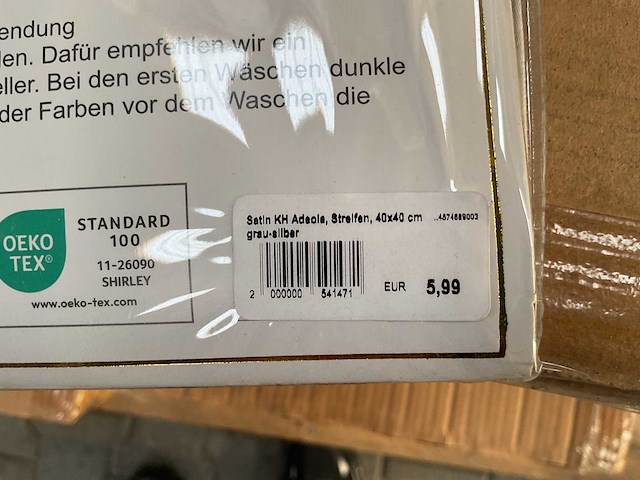 endung
len. Dafür empfehlen wir ein
eller. Bei den ersten Wäschen dunkle
der Farben vor dem Waschen die
OEKO
TEX®
STANDARD
100
11-26090
SHIRLEY
www.oeko-tex.com
Satin KH Adeola, Streifen, 40x40 cm ..4574689003
grau-silber
2 000000 541471
EUR 5,99